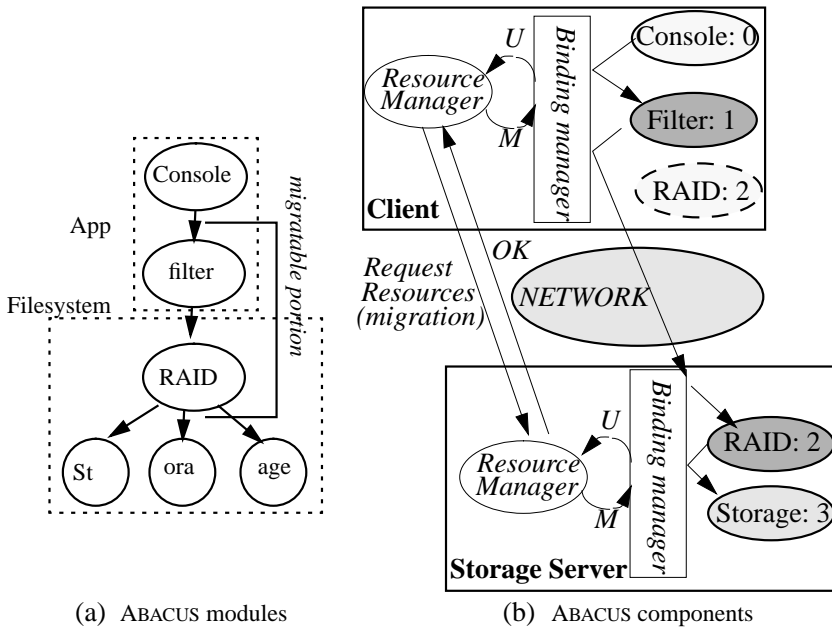 Console
App
filter
migratable portion
Filesystem
RAID
St
ora
age
(a) ABACUS modules
U
Resource
Manager
M
Binding manager
Console: 0
Filter: 1
RAID: 2
Client
OK
Request
Resources
(migration)
NETWORK
U
Resource
Manager
M
Binding manager
RAID: 2
Storage: 3
Storage Server
(b) ABACUS components